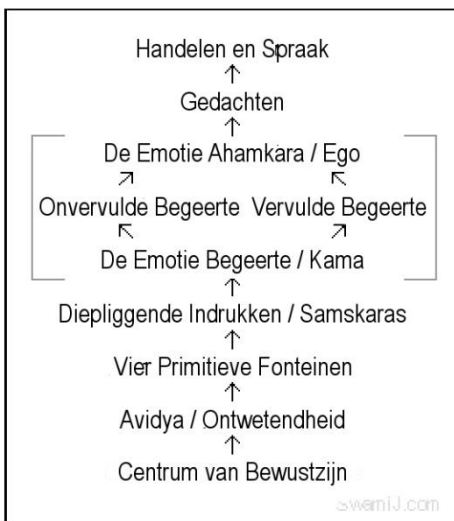 Handelen en Spraak
↑
Gedachten
↑
De Emotie Ahamkara / Ego
↗ ↖
Onvervulde Begeerte Vervulde Begeerte
↖ ↗
De Emotie Begeerte / Kama
↑
Diepliggende Indrukken / Samskaras
↑
Vier Primitieve Fonteinen
↑
Avidya / Ontwetendheid
↑
Centrum van Bewustzijn
swamiJ.com